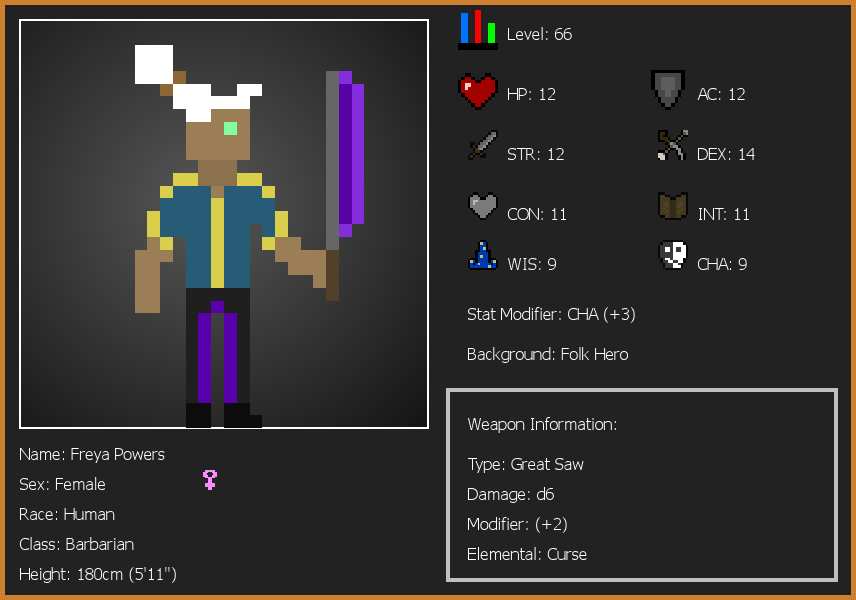 Level: 66
HP: 12
AC: 12
STR: 12
DEX: 14
CON: 11
INT: 11
WIS: 9
CHA: 9
Stat Modifier: CHA (+3)
Background: Folk Hero
Weapon Information:
Type: Great Saw
Damage: d6
Modifier: (+2)
Elemental: Curse
Name: Freya Powers
Sex: Female
Race: Human
Class: Barbarian
Height: 180cm (5'11")